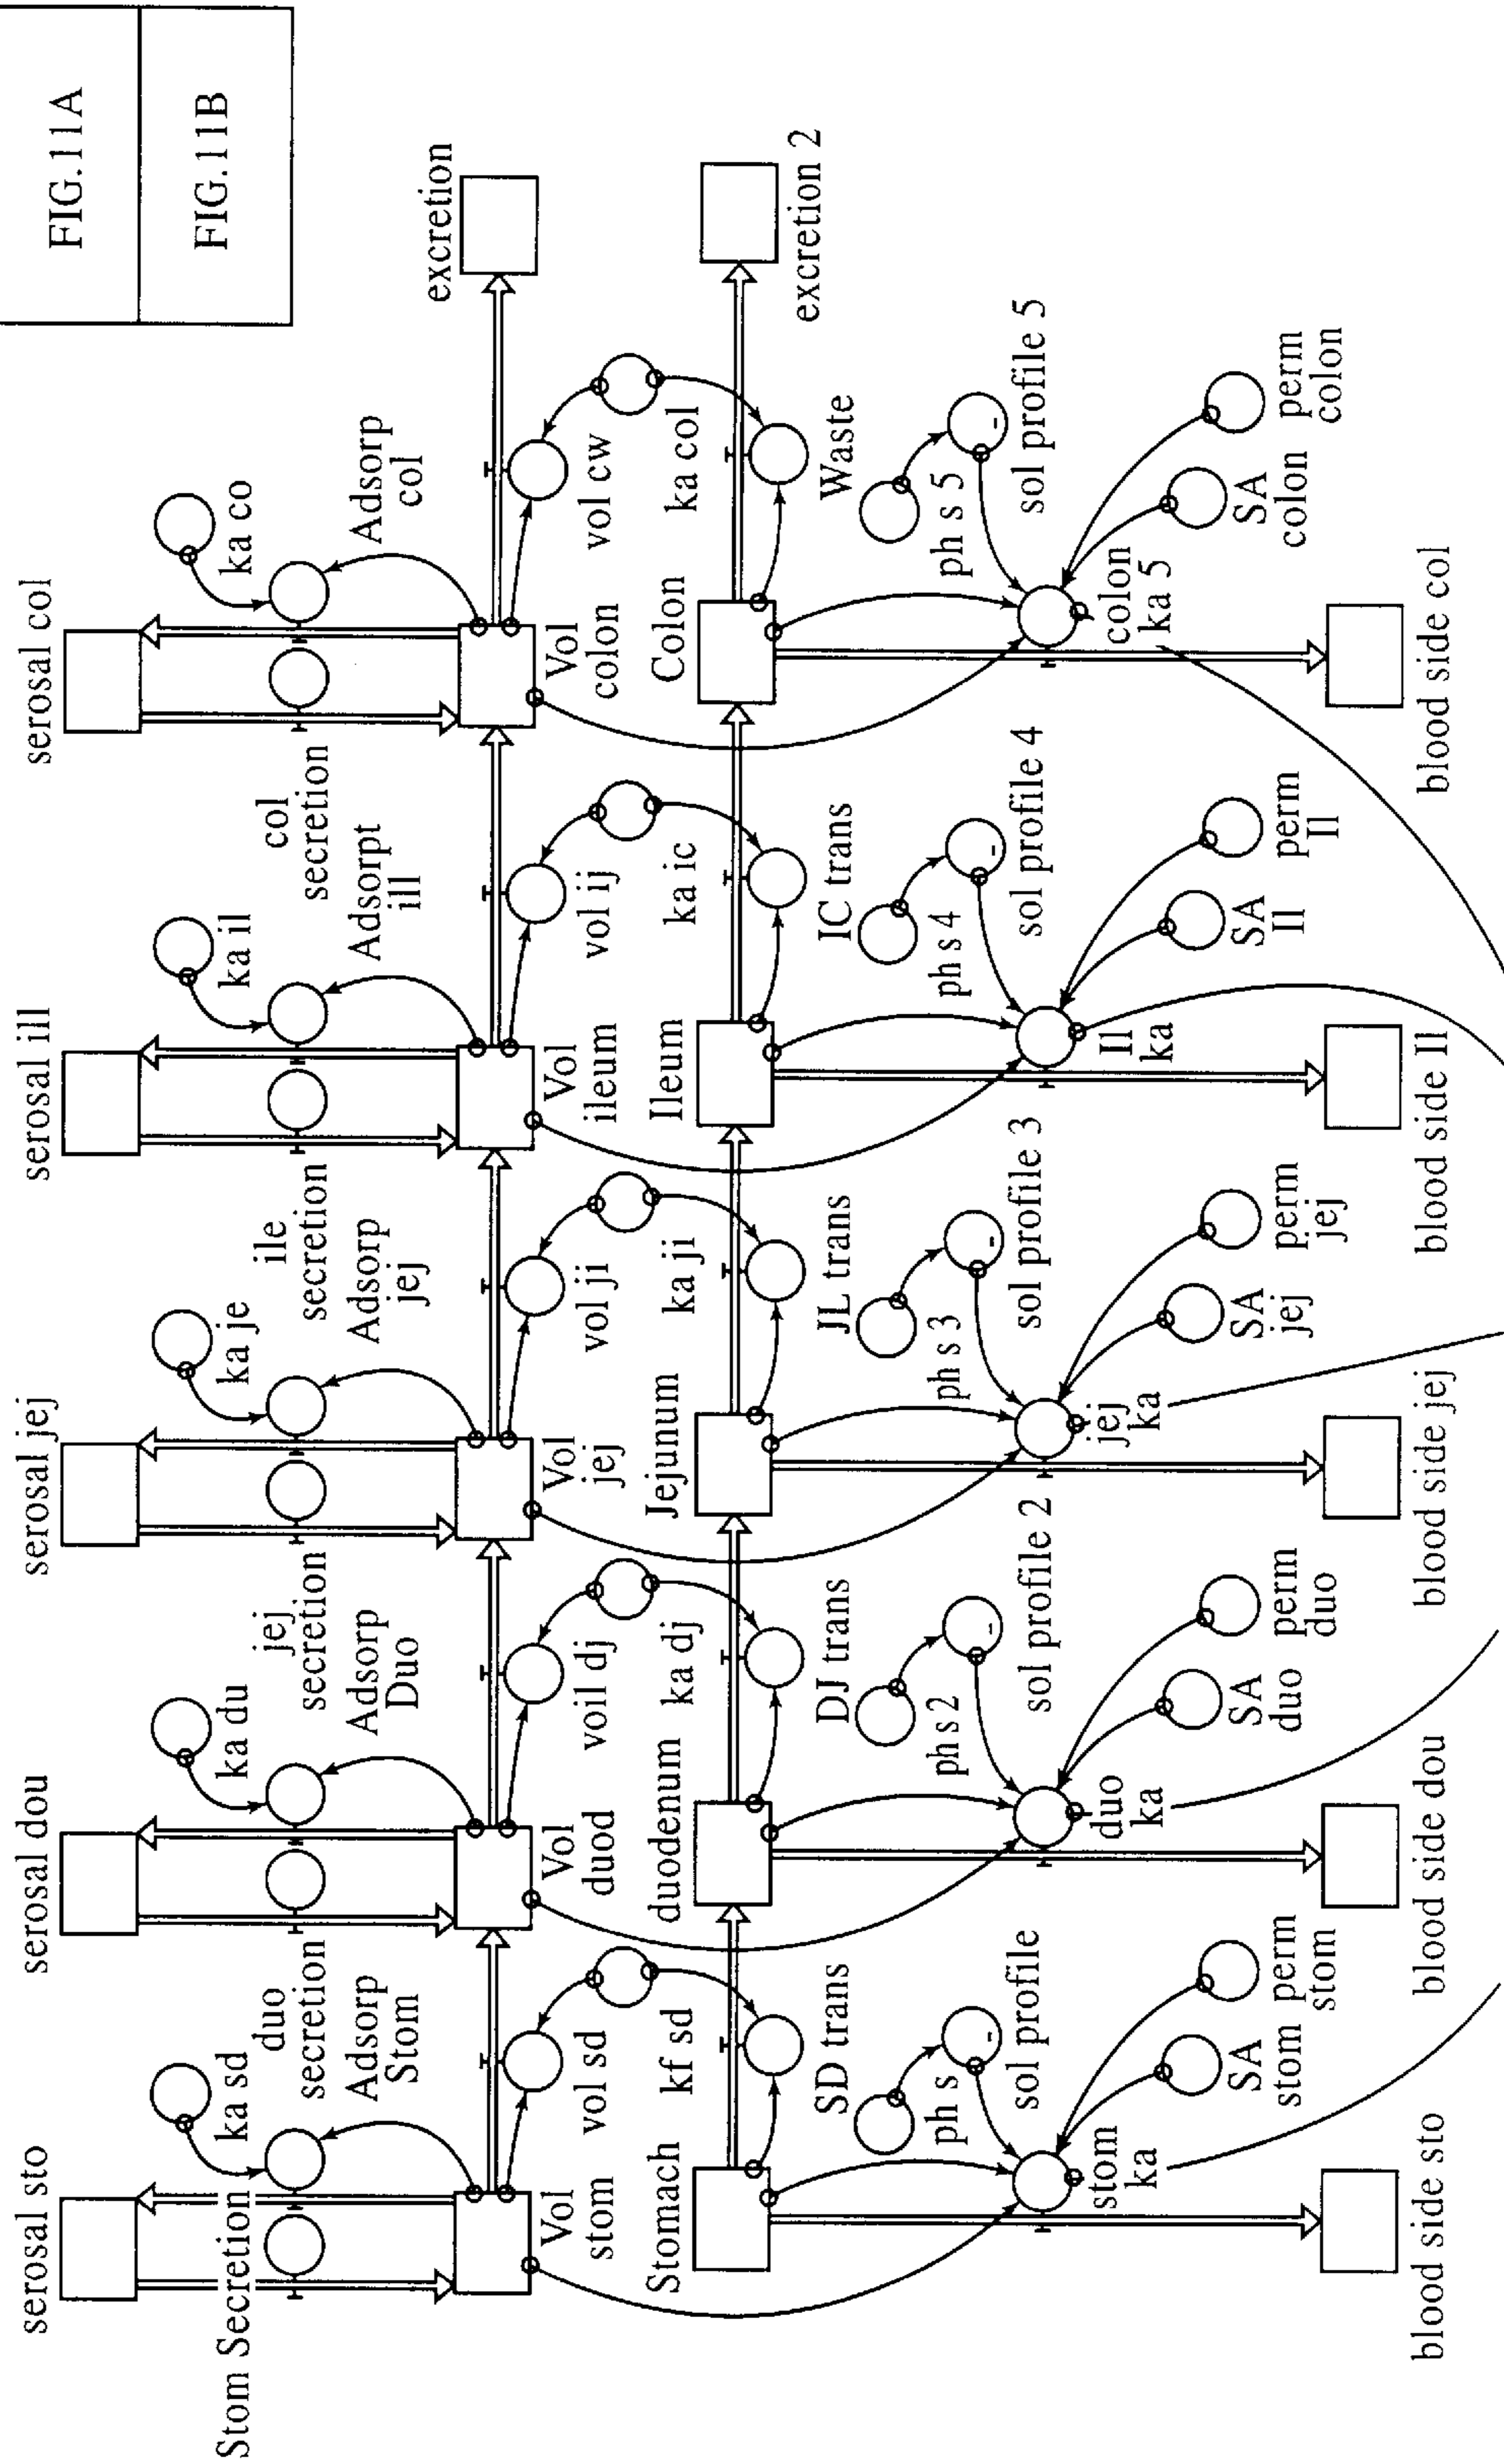 FIG.11A
FIG.11B
serosal sto
serosal dou
serosal jej
serosal ill
serosal col
Stom Secretion
ka sd
duo
secretion
Adsorp
Stom
ka du
jej
secretion
Adsorp
Duo
ka je
ile
secretion
Adsorp
jej
ka il
col
secretion
Adsorpt
ill
ka co
Adsorp
col
excretion
Vol
stom
vol sd
Vol
duod
voil dj
Vol
jej
vol ji
Vol
ileum
vol ij
Vol
colon
vol cw
Stomach
kf sd
duodenum
ka dj
Jejunum
ka ji
Ileum
ka ic
Colon
ka col
excretion 2
SD trans
DJ trans
JL trans
IC trans
Waste
ph s
sol profile
ph s2
sol profile 2
ph s 3
sol profile 3
ph s 4
sol profile 4
ph s 5
sol profile 5
stom
ka
SA
stom
perm
stom
duo
ka
SA
duo
perm
duo
jej
ka
SA
jej
perm
jej
Il
ka
SA
Il
perm
Il
colon
ka 5
SA
colon
perm
colon
blood side sto
blood side dou
blood side jej
blood side Il
blood side col